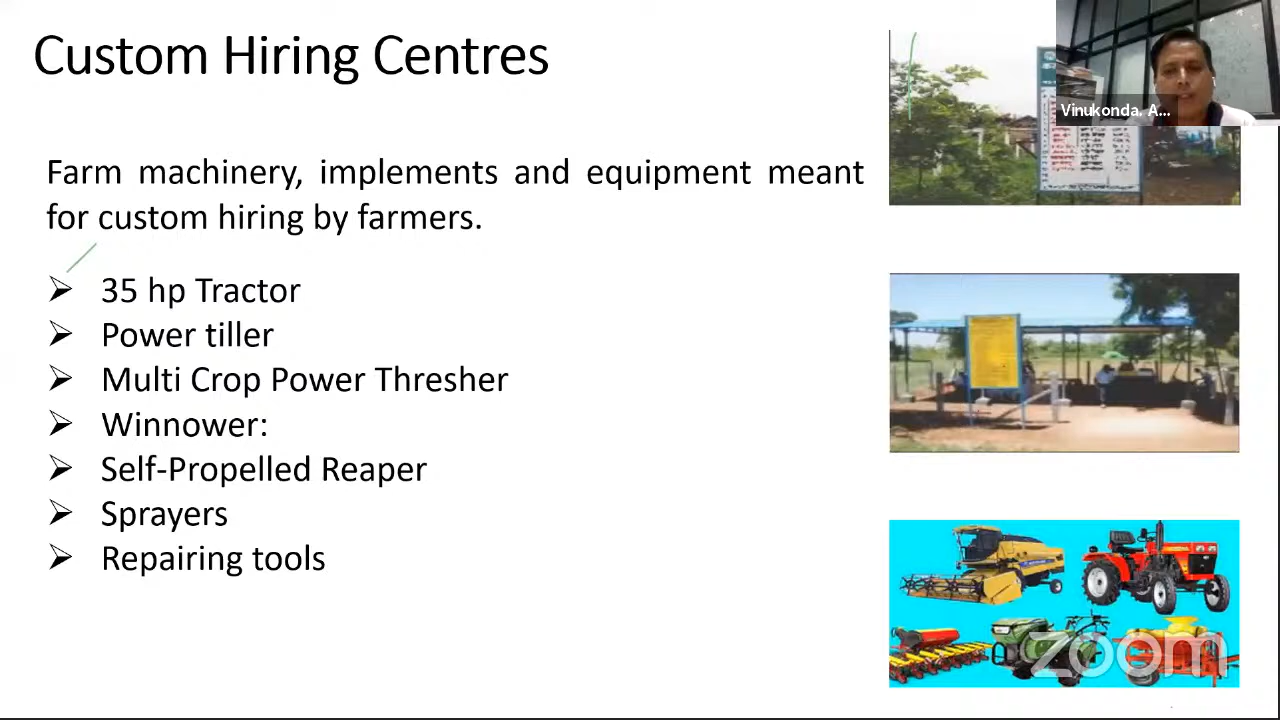 Custom Hiring Centres
Vinukonda. A...
Farm machinery, implements and equipment meant
for custom hiring by farmers.
➢ 35 hp Tractor
➢ Power tiller
➢ Multi Crop Power Thresher
➢ Winnower:
➢ Self-Propelled Reaper
➢ Sprayers
➢ Repairing tools
zoom